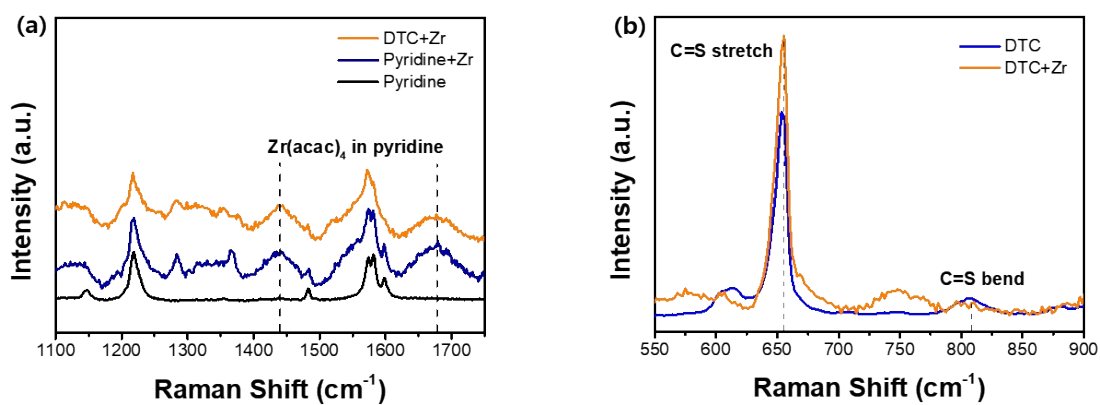 (a)
DTC+Zr
Pyridine+Zr
Pyridine
Zr(acac)4 in pyridine
Intensity (a.u.)
1100 1200 1300 1400 1500 1600 1700
Raman Shift (cm-1)
(b)
DTC
DTC+Zr
C=S stretch
C=S bend
Intensity (a.u.)
550 600 650 700 750 800 850 900
Raman Shift (cm-1)